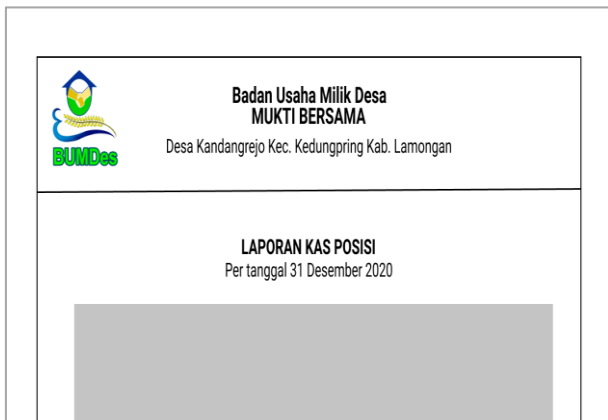 Badan Usaha Milik Desa
MUKTI BERSAMA
Desa Kandangrejo Kec. Kedungpring Kab. Lamongan
BUMDes
LAPORAN KAS POSISI
Per tanggal 31 Desember 2020